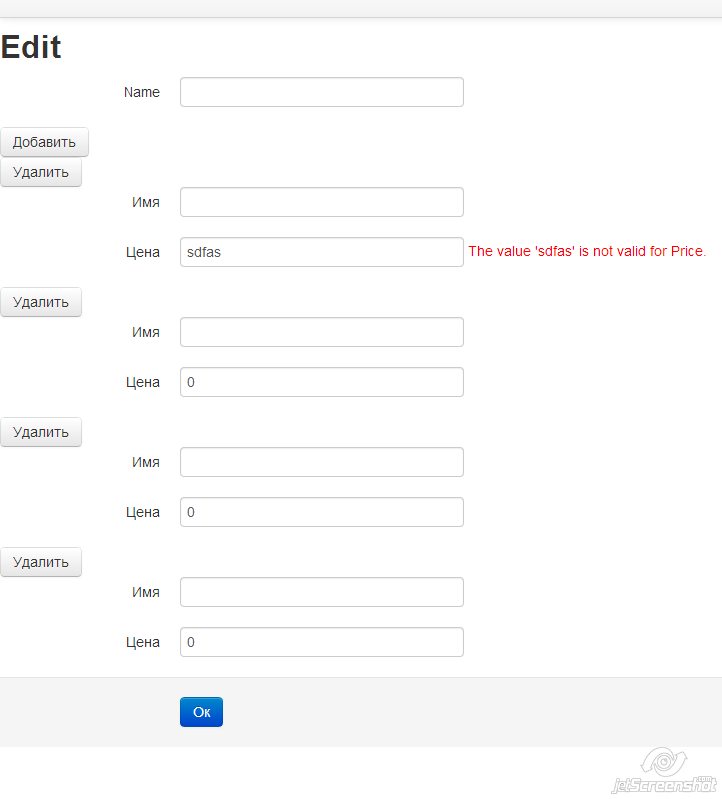 Edit
Name
Добавить
Удалить
Имя
Цена sdfas The value 'sdfas' is not valid for Price.
Удалить
Имя
Цена 0
Удалить
Имя
Цена 0
Удалить
Имя
Цена 0
Ок
jetScreenshot.com